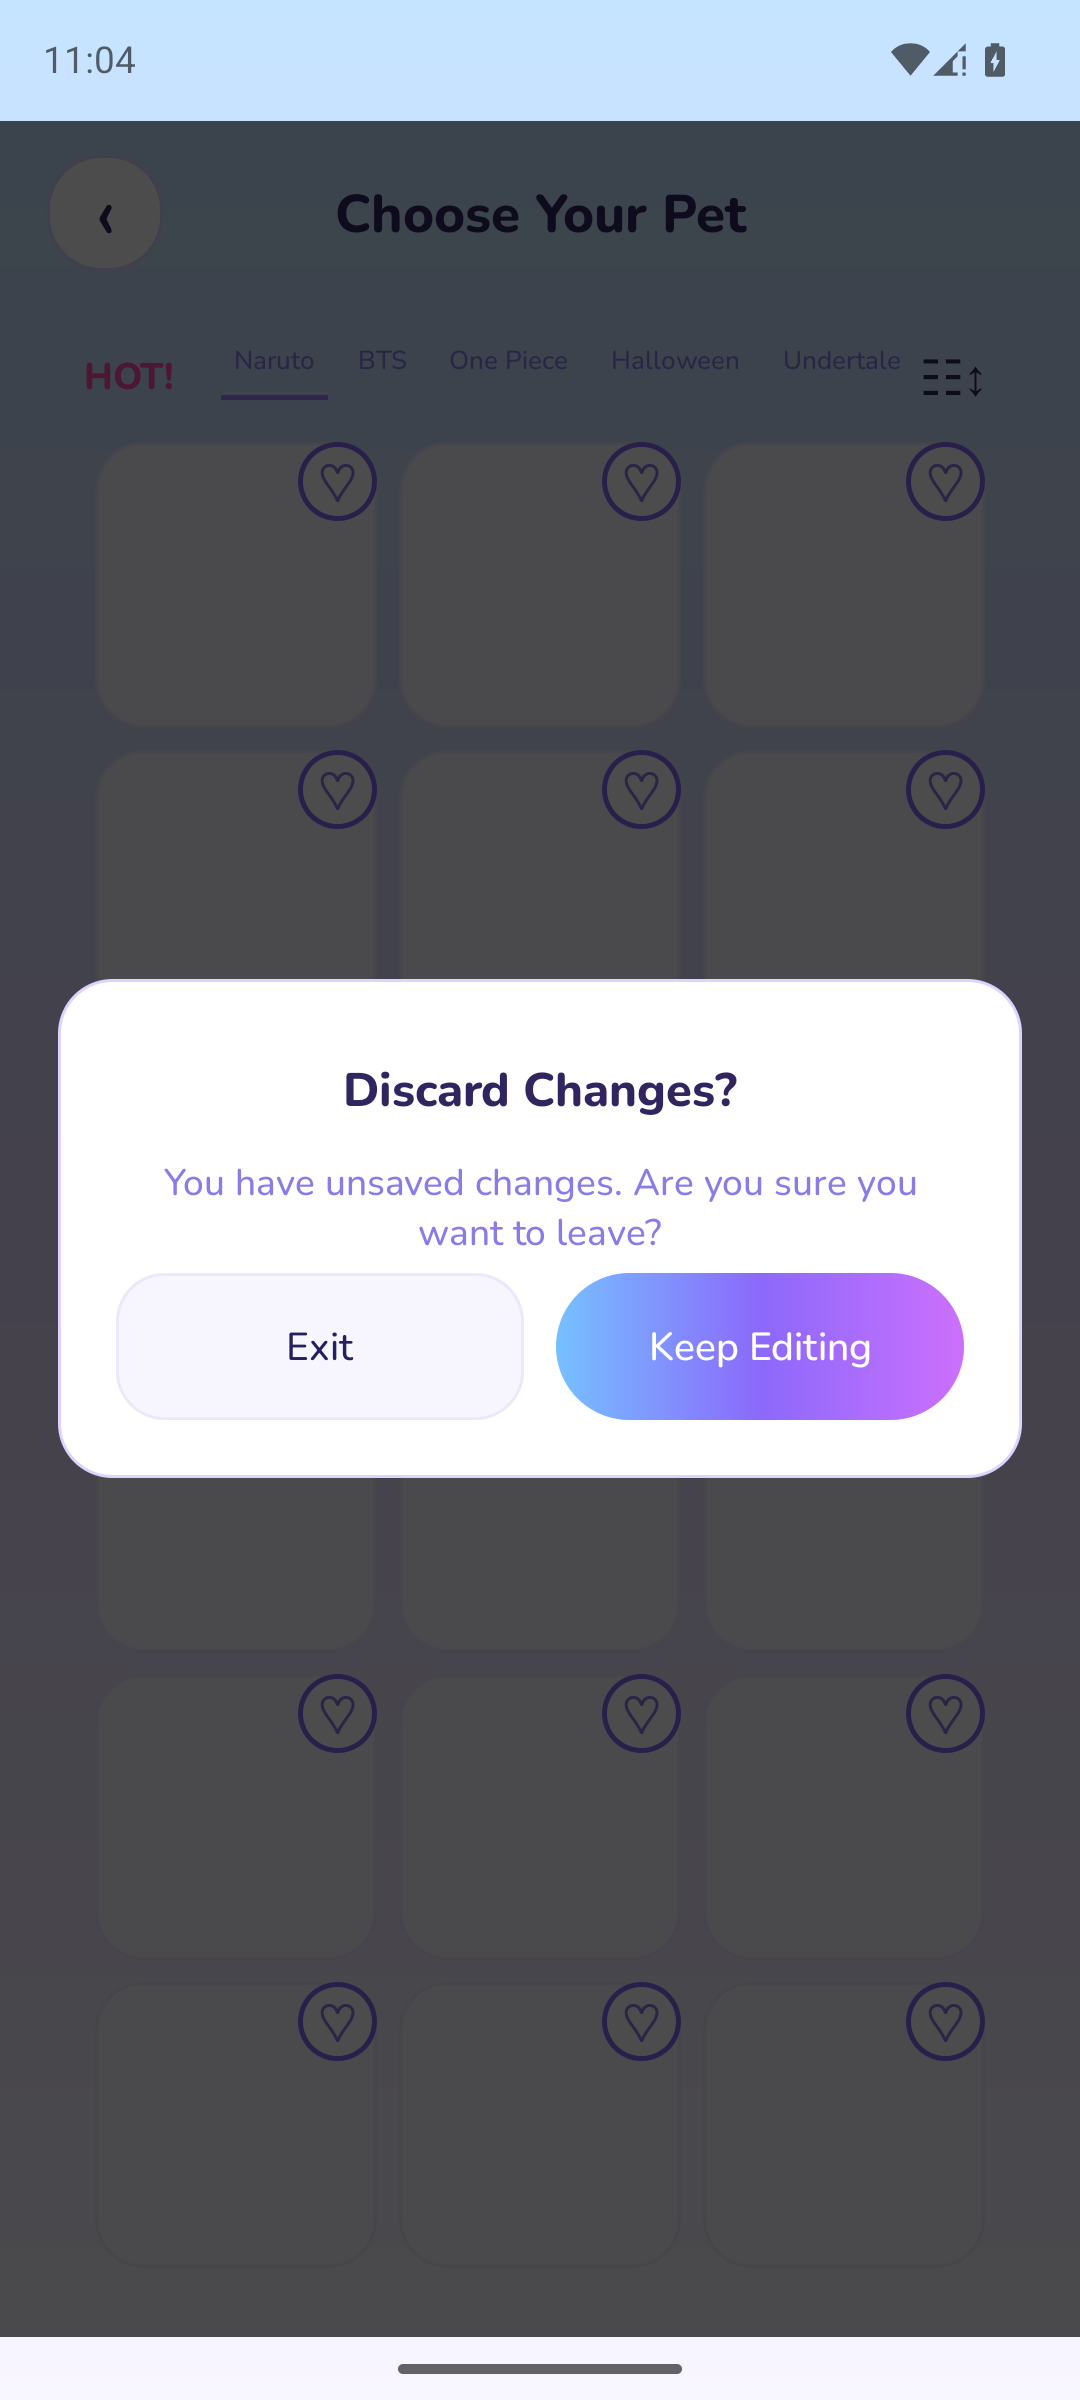 11:04
Choose Your Pet
HOT! Naruto BTS One Piece Halloween Undertale
Discard Changes?
You have unsaved changes. Are you sure you
want to leave?
Exit Keep Editing